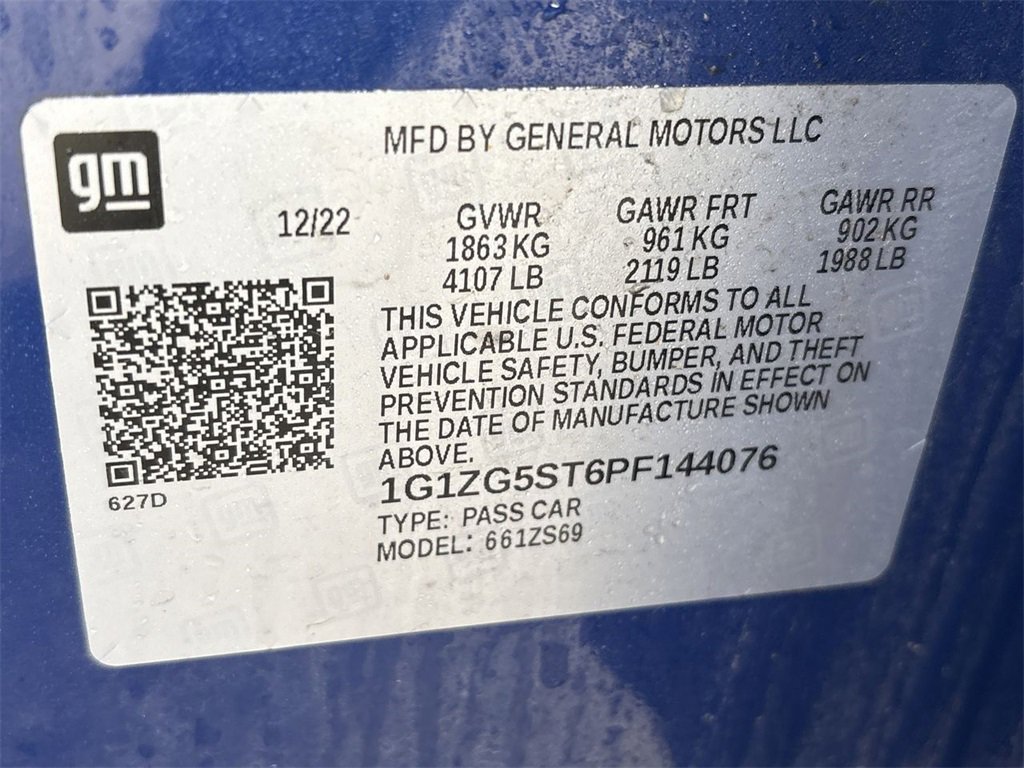 gm
MFD BY GENERAL MOTORS LLC
12/22
GVWR
1863 KG
4107 LB
GAWR FRT
961 KG
2119 LB
GAWR RR
902 KG
1988 LB
THIS VEHICLE CONFORMS TO ALL
APPLICABLE U.S. FEDERAL MOTOR
VEHICLE SAFETY, BUMPER, AND THEFT
PREVENTION STANDARDS IN EFFECT ON
THE DATE OF MANUFACTURE SHOWN
ABOVE.
627D
1G1ZG5ST6PF144076
TYPE: PASS CAR
MODEL: 661ZS69